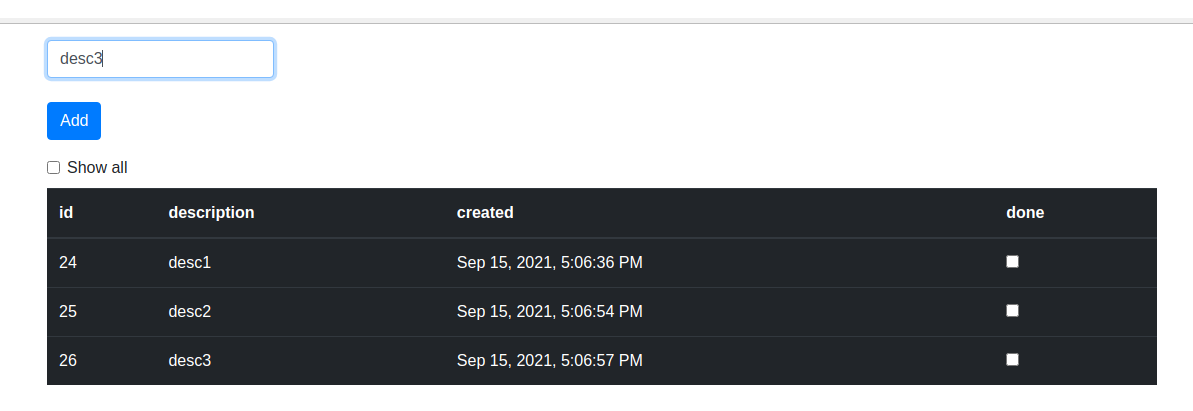 desc3
Add
Show all
id description created done
24 desc1 Sep 15, 2021, 5:06:36 PM
25 desc2 Sep 15, 2021, 5:06:54 PM
26 desc3 Sep 15, 2021, 5:06:57 PM